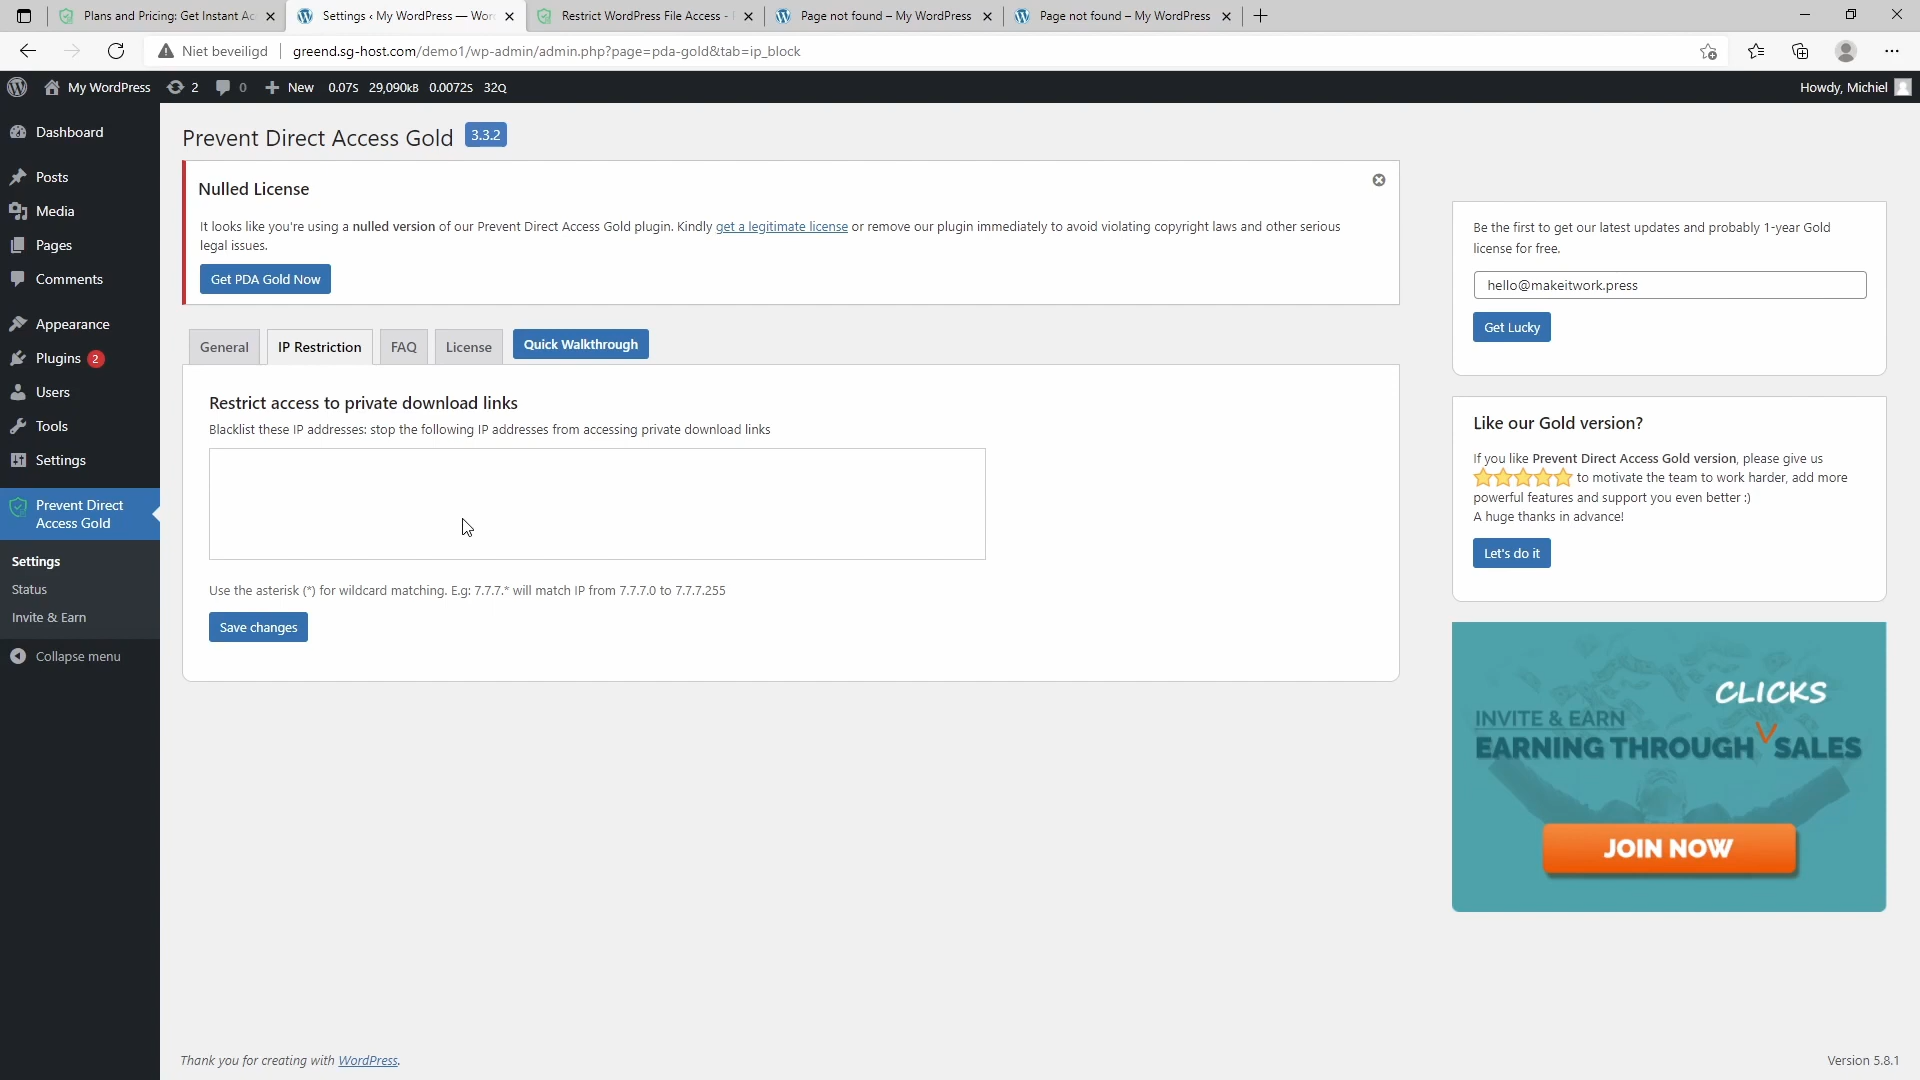 Plans and Pricing: Get Instant Ac
Settings ‹ My WordPress — Wor
Restrict WordPress File Access -
Page not found – My WordPress
Page not found – My WordPress
Niet beveiligd
greend.sg-host.com/demo1/wp-admin/admin.php?page=pda-gold&tab=ip_block
My WordPress
2
0
New
0.07s 29,090kB 0.0072s 32Q
Howdy, Michiel
Dashboard
Posts
Media
Pages
Comments
Appearance
Plugins 2
Users
Tools
Settings
Prevent Direct
Access Gold
Settings
Status
Invite & Earn
Collapse menu
Prevent Direct Access Gold 3.3.2
Nulled License
It looks like you're using a nulled version of our Prevent Direct Access Gold plugin. Kindly get a legitimate license or remove our plugin immediately to avoid violating copyright laws and other serious
legal issues.
Get PDA Gold Now
General
IP Restriction
FAQ
License
Quick Walkthrough
Restrict access to private download links
Blacklist these IP addresses: stop the following IP addresses from accessing private download links
Use the asterisk (*) for wildcard matching. E.g: 7.7.7.* will match IP from 7.7.7.0 to 7.7.7.255
Save changes
Be the first to get our latest updates and probably 1-year Gold
license for free.
hello@makeitwork.press
Get Lucky
Like our Gold version?
If you like Prevent Direct Access Gold version, please give us
to motivate the team to work harder, add more
powerful features and support you even better :)
A huge thanks in advance!
Let's do it
CLICKS
INVITE & EARN
EARNING THROUGH SALES
JOIN NOW
Thank you for creating with WordPress.
Version 5.8.1